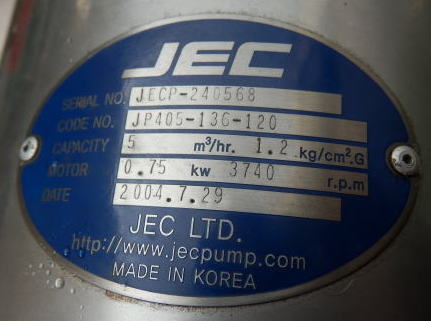 JEC
SERIAL NO. JECP-240568
CODE NO. JP405-136-120
CAPACITY 5 m³/hr. 1.2 kg/cm².G
MOTOR 0.75 kw 3740 r.p.m
DATE 2004.7.29
JEC LTD.
http://www.jecpump.com
MADE IN KOREA